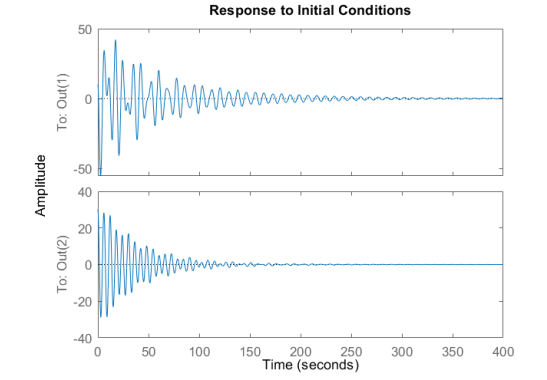 Response to Initial Conditions
50
0
-50
To: Out(1)
Amplitude
40
20
0
-20
-40
To: Out(2)
0 50 100 150 200 250 300 350 400
Time (seconds)